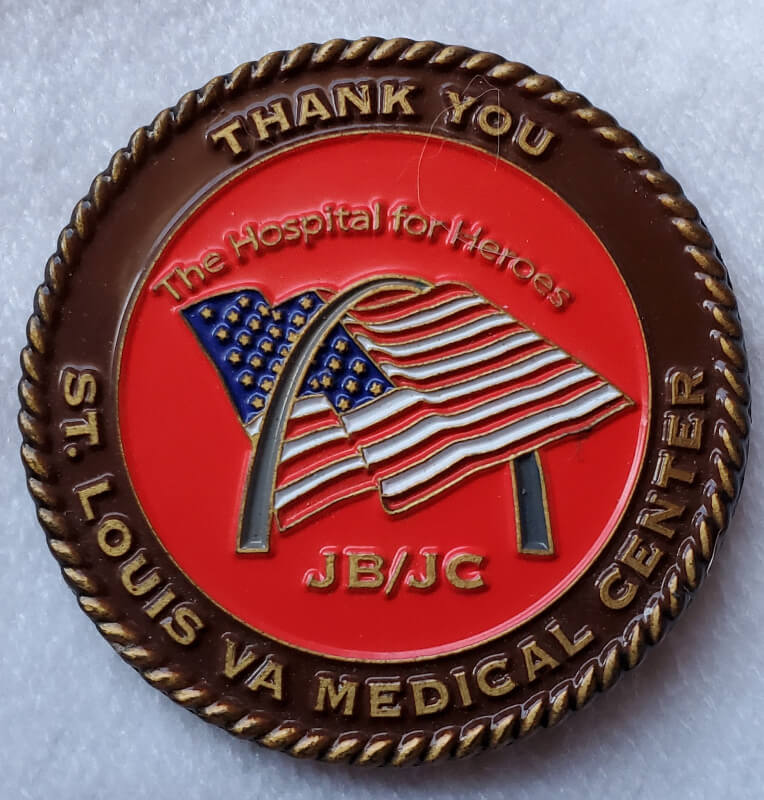 THANK YOU
The Hospital for Heroes
JB/JC
ST. LOUIS VA MEDICAL CENTER